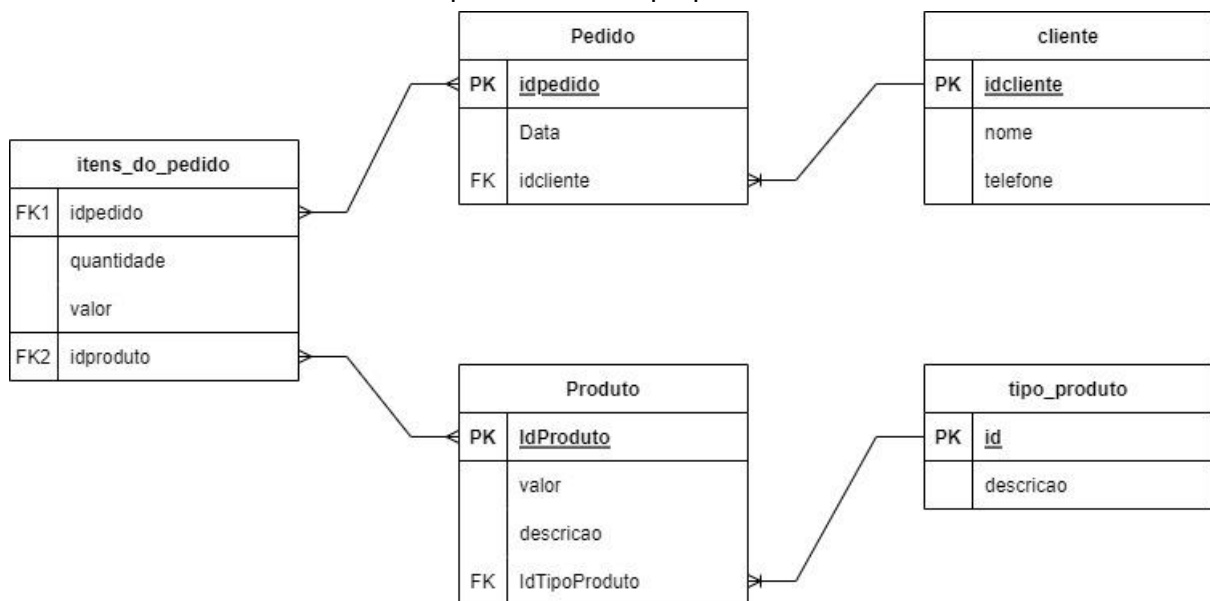 Pedido
PK idpedido
Data
FK idcliente
cliente
PK idcliente
nome
telefone
itens_do_pedido
FK1 idpedido
quantidade
valor
FK2 idproduto
Produto
PK IdProduto
valor
descricao
FK IdTipoProduto
tipo_produto
PK id
descricao